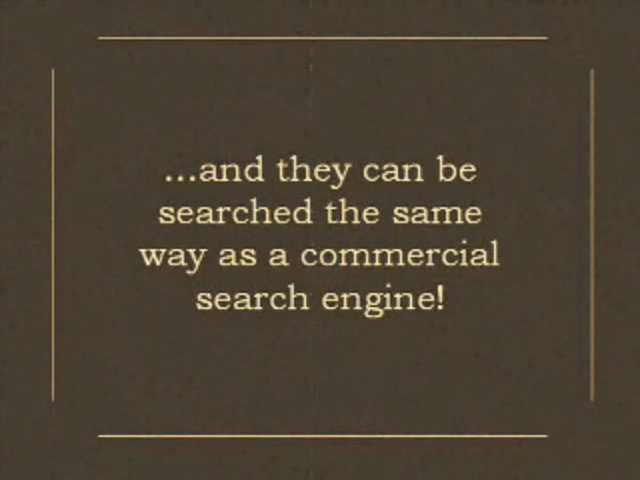 ...and they can be
searched the same
way as a commercial
search engine!